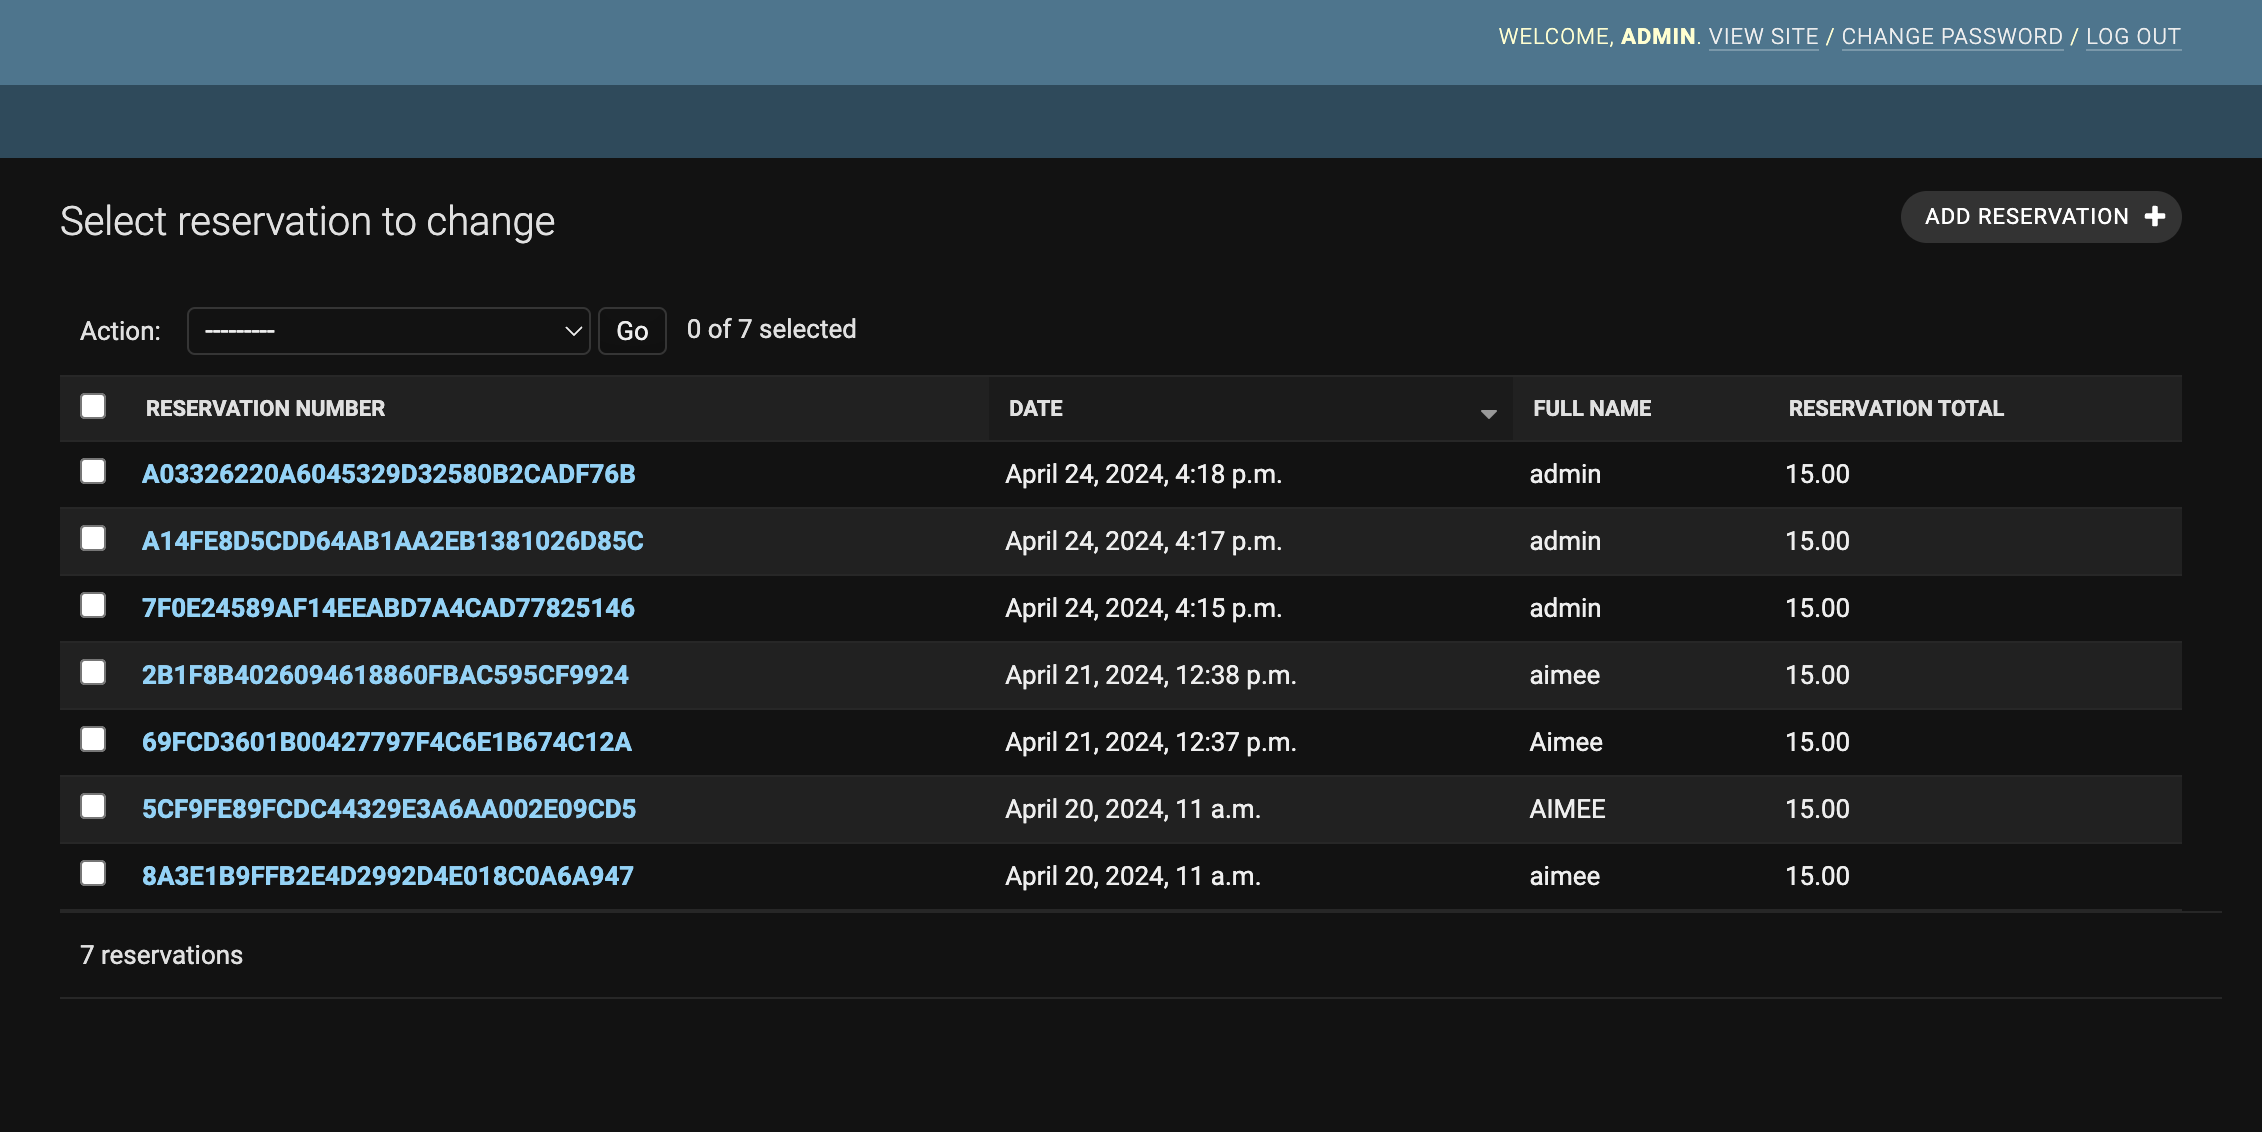 WELCOME, ADMIN. VIEW SITE / CHANGE PASSWORD / LOG OUT
Select reservation to change
ADD RESERVATION +
Action: --------- Go 0 of 7 selected
RESERVATION NUMBER DATE FULL NAME RESERVATION TOTAL
A03326220A6045329D32580B2CADF76B April 24, 2024, 4:18 p.m. admin 15.00
A14FE8D5CDD64AB1AA2EB1381026D85C April 24, 2024, 4:17 p.m. admin 15.00
7F0E24589AF14EEABD7A4CAD77825146 April 24, 2024, 4:15 p.m. admin 15.00
2B1F8B4026094618860FBAC595CF9924 April 21, 2024, 12:38 p.m. aimee 15.00
69FCD3601B00427797F4C6E1B674C12A April 21, 2024, 12:37 p.m. Aimee 15.00
5CF9FE89FCDC44329E3A6AA002E09CD5 April 20, 2024, 11 a.m. AIMEE 15.00
8A3E1B9FFB2E4D2992D4E018C0A6A947 April 20, 2024, 11 a.m. aimee 15.00
7 reservations